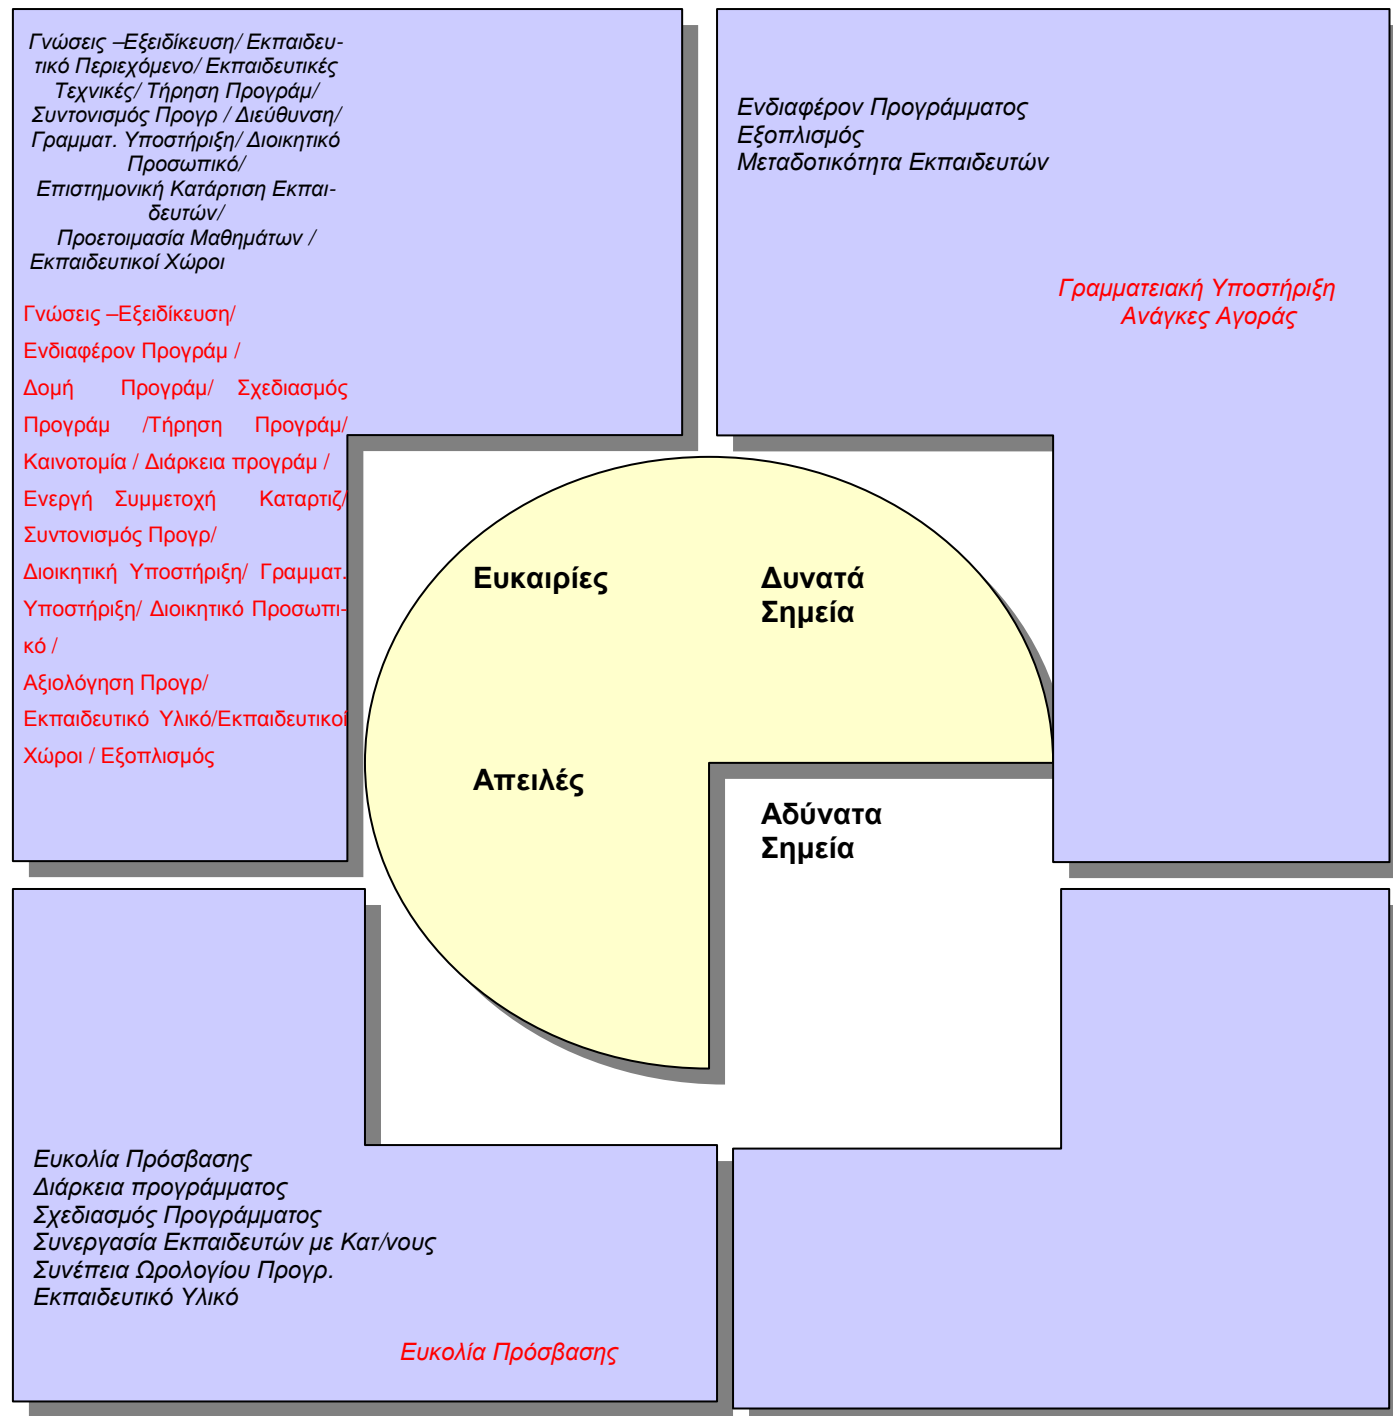 Γνώσεις –Εξειδίκευση/ Εκπαιδευ-
τικό Περιεχόμενο/ Εκπαιδευτικές
Τεχνικές/ Τήρηση Προγράμ/
Συντονισμός Προγρ / Διεύθυνση/
Γραμματ. Υποστήριξη/ Διοικητικό
Προσωπικό/
Επιστημονική Κατάρτιση Εκπαι-
δευτών/
Προετοιμασία Μαθημάτων /
Εκπαιδευτικοί Χώροι
Γνώσεις –Εξειδίκευση/
Ενδιαφέρον Προγράμ /
Δομή Προγράμ/ Σχεδιασμός
Προγράμ /Τήρηση Προγράμ/
Καινοτομία / Διάρκεια προγράμ /
Ενεργή Συμμετοχή Καταρτιζ/
Συντονισμός Προγρ/
Διοικητική Υποστήριξη/ Γραμματ.
Υποστήριξη/ Διοικητικό Προσωπι-
κό /
Αξιολόγηση Προγρ/
Εκπαιδευτικό Υλικό/Εκπαιδευτικοί
Χώροι / Εξοπλισμός
Ενδιαφέρον Προγράμματος
Εξοπλισμός
Μεταδοτικότητα Εκπαιδευτών
Γραμματειακή Υποστήριξη
Ανάγκες Αγοράς
Ευκαιρίες
Δυνατά
Σημεία
Απειλές
Αδύνατα
Σημεία
Ευκολία Πρόσβασης
Διάρκεια προγράμματος
Σχεδιασμός Προγράμματος
Συνεργασία Εκπαιδευτών με Κατ/νους
Συνέπεια Ωρολογίου Προγρ.
Εκπαιδευτικό Υλικό
Ευκολία Πρόσβασης